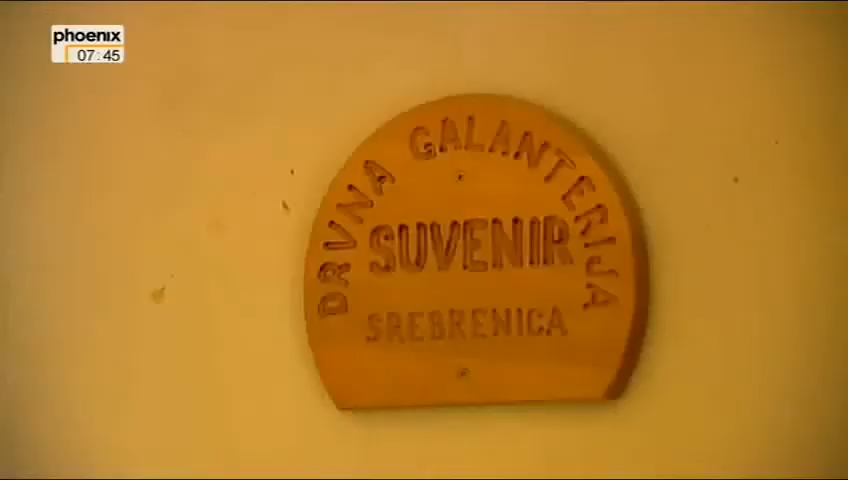 phoenix
07:45
DRVNA GALANTERIJA
SUVENIR
SREBRENICA